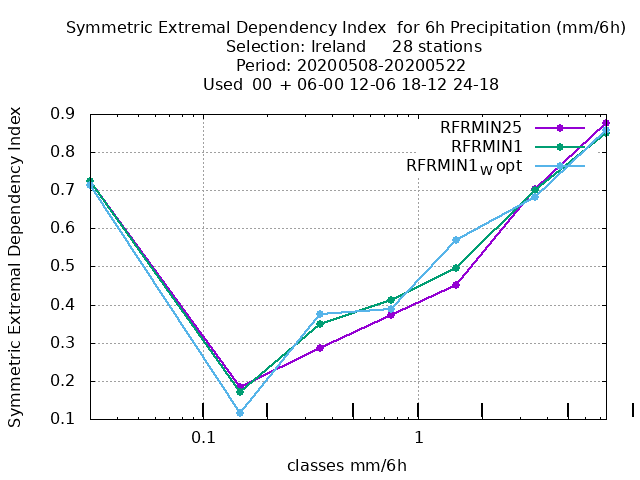 Symmetric Extremal Dependency Index  for 6h Precipitation (mm/6h)
Selection: Ireland     28 stations
Period: 20200508-20200522
Used  00 + 06-00 12-06 18-12 24-18
RFRMIN25
RFRMIN1
RFRMIN1W opt
0.9
0.8
0.7
0.6
0.5
0.4
0.3
0.2
0.1
Symmetric Extremal Dependency Index
0.1 1
classes mm/6h